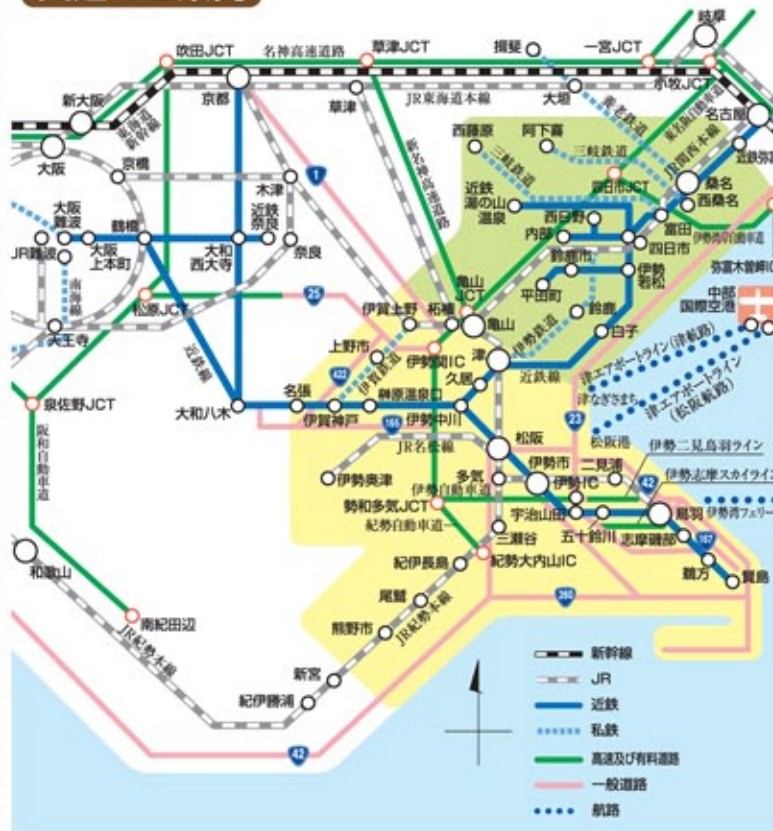 岐阜
吹田JCT
名神高速道路
草津JCT
揖斐
一宮JCT
小牧JCT
新大阪
東海道
新幹線
京都
草津
JR東海道本線
大垣
養老鉄道
東名阪自動車道
名古屋
大阪
京橋
木津
1
新名神高速道路
西藤原
阿下喜
三岐鉄道
三岐鉄道
JR関西本線
近鉄弥富
四日市JCT
桑名
西桑名
大阪
難波
鶴橋
近鉄
奈良
近鉄
湯の山
温泉
西日野
内部
富田
四日市
伊勢湾岸自動車道
JR難波
大阪
上本町
大和
西大寺
奈良
鈴鹿市
伊勢
若松
弥富木曽岬IC
南海線
松原JCT
25
亀山
JCT
平田町
鈴鹿
中部
国際空港
天王寺
伊賀上野
柘植
亀山
伊勢鉄道
白子
近鉄線
上野市
伊賀鉄道
422
伊勢関IC
津
久居
近鉄線
津エアポートライン(津航路)
津なぎさまち
津エアポートライン
(松阪航路)
泉佐野JCT
大和八木
名張
伊賀神戸
榊原温泉口
165
伊勢中川
23
松阪港
阪和自動車道
JR名松線
松阪
伊勢市
二見浦
伊勢二見鳥羽ライン
伊勢奥津
多気
伊勢IC
42
伊勢志摩スカイライン
伊勢自動車道
勢和多気JCT
宇治山田
鳥羽
伊勢湾フェリー
紀勢自動車道
五十鈴川
志摩磯部
167
三瀬谷
和歌山
紀伊長島
紀勢大内山IC
鵜方
賢島
尾鷲
260
南紀田辺
熊野市
JR紀勢本線
JR紀勢本線
新宮
紀伊勝浦
42
新幹線
JR
近鉄
私鉄
高速及び有料道路
一般道路
航路